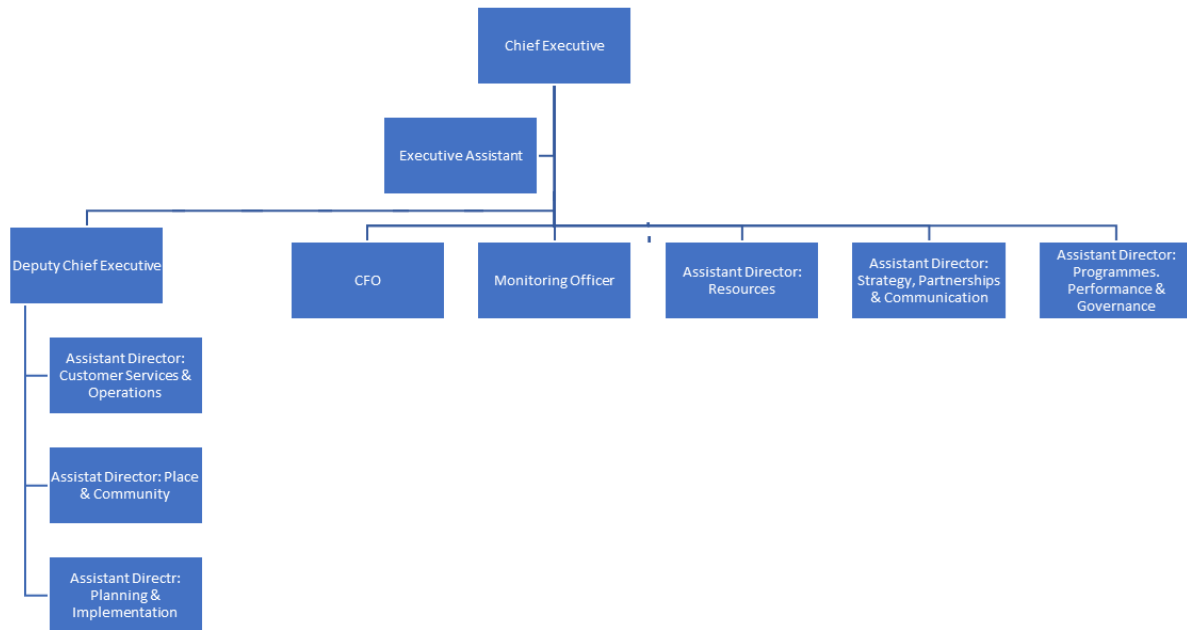 Chief Executive
Executive Assistant
Deputy Chief Executive
CFO
Monitoring Officer
Assistant Director:
Resources
Assistant Director:
Strategy, Partnerships
& Communication
Assistant Director:
Programmes.
Performance &
Governance
Assistant Director:
Customer Services &
Operations
Assistat Director: Place
& Community
Assistant Directr:
Planning &
Implementation